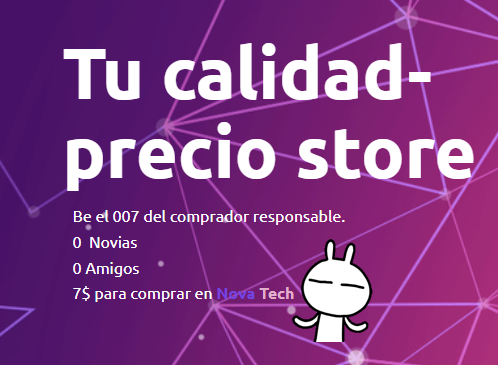 Tu calidad-
precio store
Be el 007 del comprador responsable.
0 Novias
0 Amigos
7$ para comprar en Nova Tech